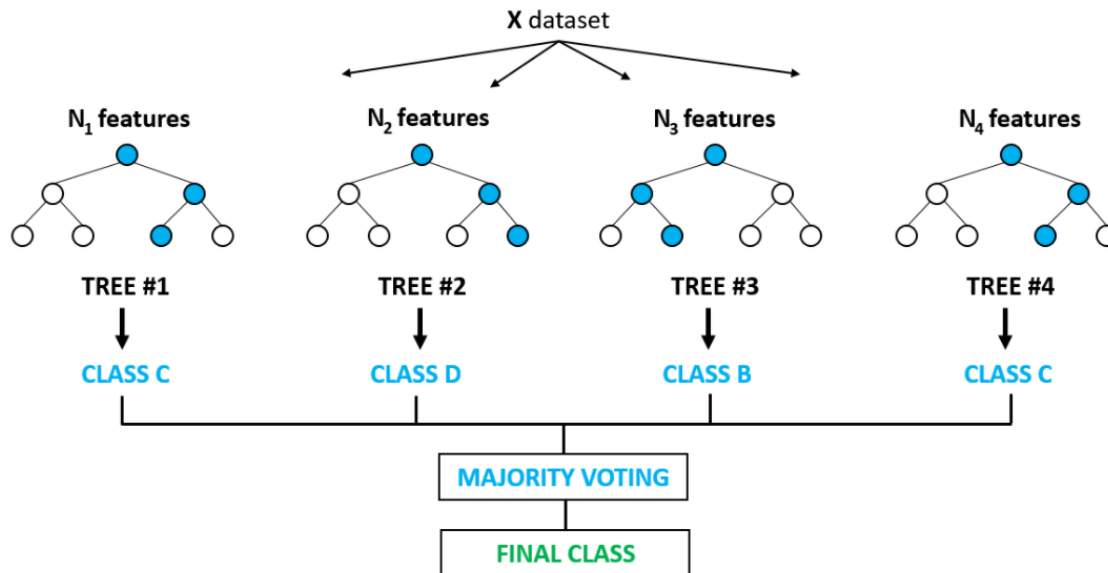 X dataset
N₁ features
N₂ features
N₃ features
N₄ features
TREE #1
TREE #2
TREE #3
TREE #4
CLASS C
CLASS D
CLASS B
CLASS C
MAJORITY VOTING
FINAL CLASS